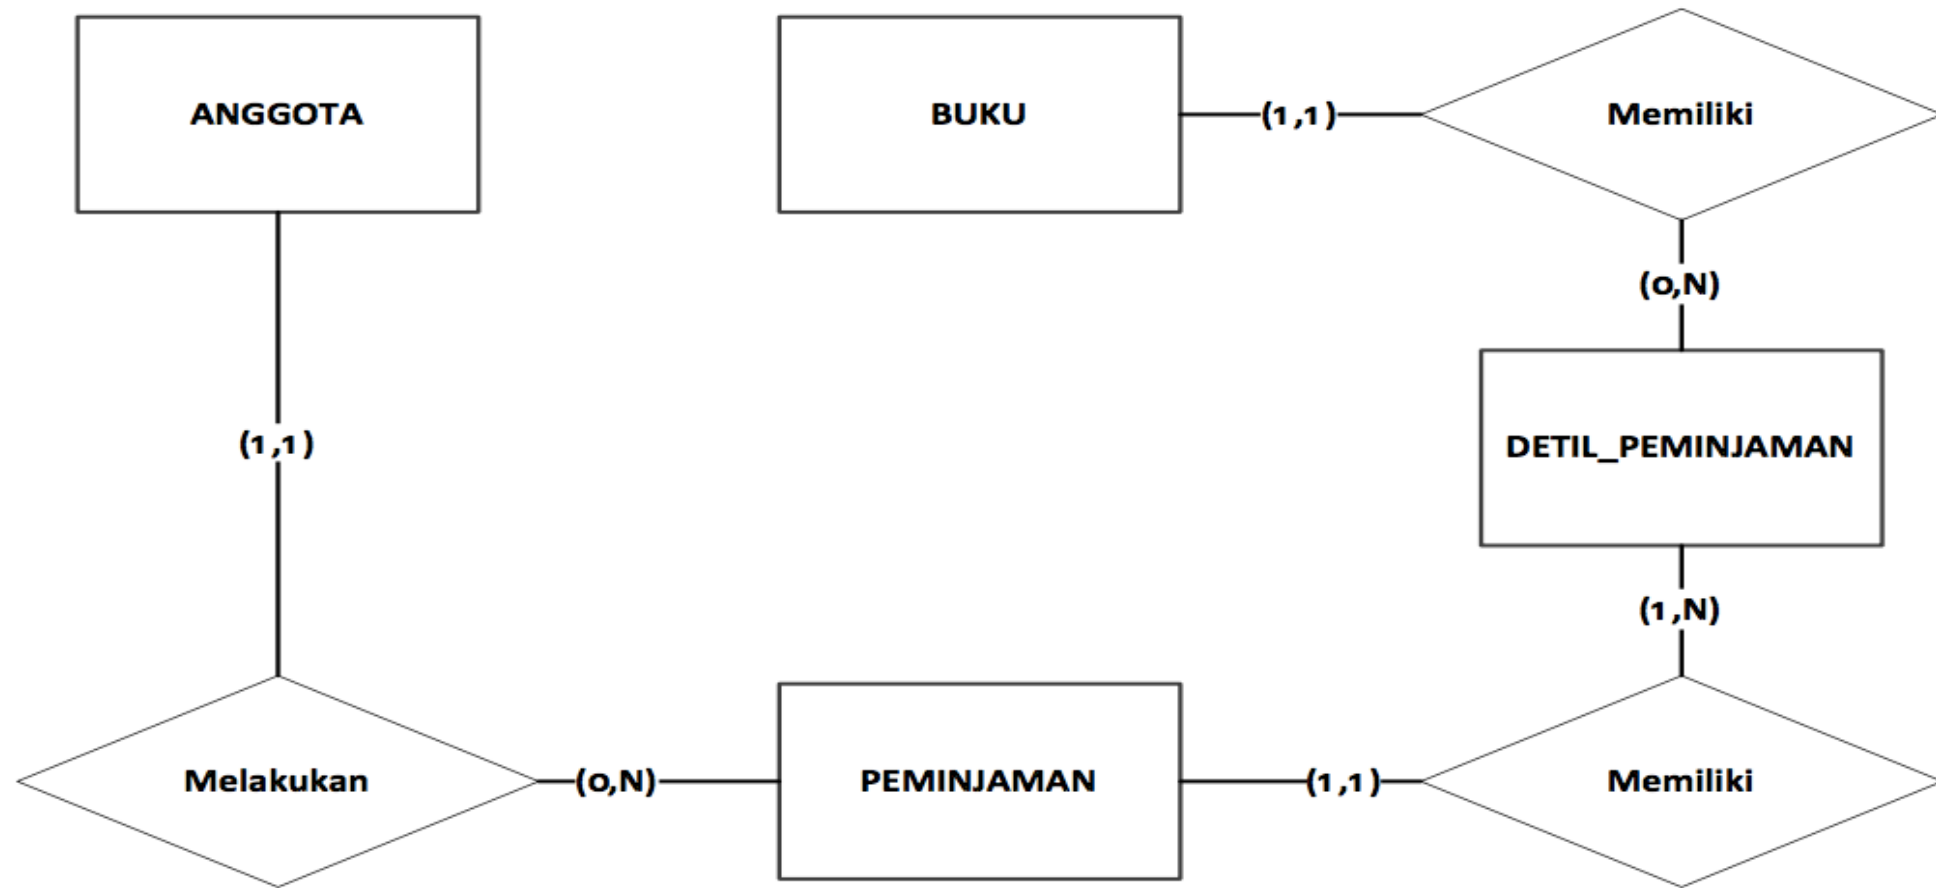 ANGGOTA
BUKU
(1,1)
Memiliki
(0,N)
(1,1)
DETIL_PEMINJAMAN
(1,N)
Melakukan
(0,N)
PEMINJAMAN
(1,1)
Memiliki